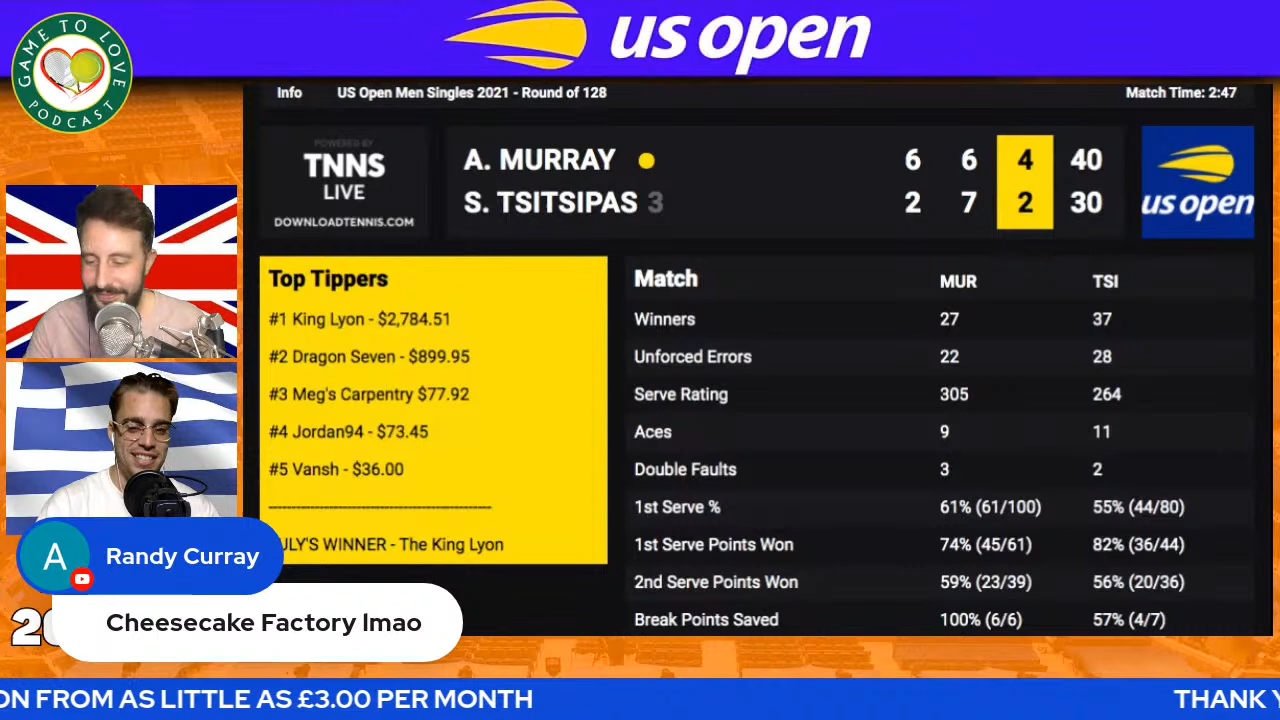 GAME TO LOVE
PODCAST
us open
Info US Open Men Singles 2021 - Round of 128 Match Time: 2:47
POWERED BY
TNNS
LIVE
DOWNLOADTENNIS.COM
A. MURRAY 6 6 4 40
S. TSITSIPAS 3 2 7 2 30
us open
Top Tippers
#1 King Lyon - $2,784.51
#2 Dragon Seven - $899.95
#3 Meg's Carpentry $77.92
#4 Jordan94 - $73.45
#5 Vansh - $36.00
---------------------------------------------
ULY'S WINNER - The King Lyon
Match MUR TSI
Winners 27 37
Unforced Errors 22 28
Serve Rating 305 264
Aces 9 11
Double Faults 3 2
1st Serve % 61% (61/100) 55% (44/80)
1st Serve Points Won 74% (45/61) 82% (36/44)
2nd Serve Points Won 59% (23/39) 56% (20/36)
Break Points Saved 100% (6/6) 57% (4/7)
A
Randy Curray
Cheesecake Factory lmao
ON FROM AS LITTLE AS £3.00 PER MONTH THANK Y